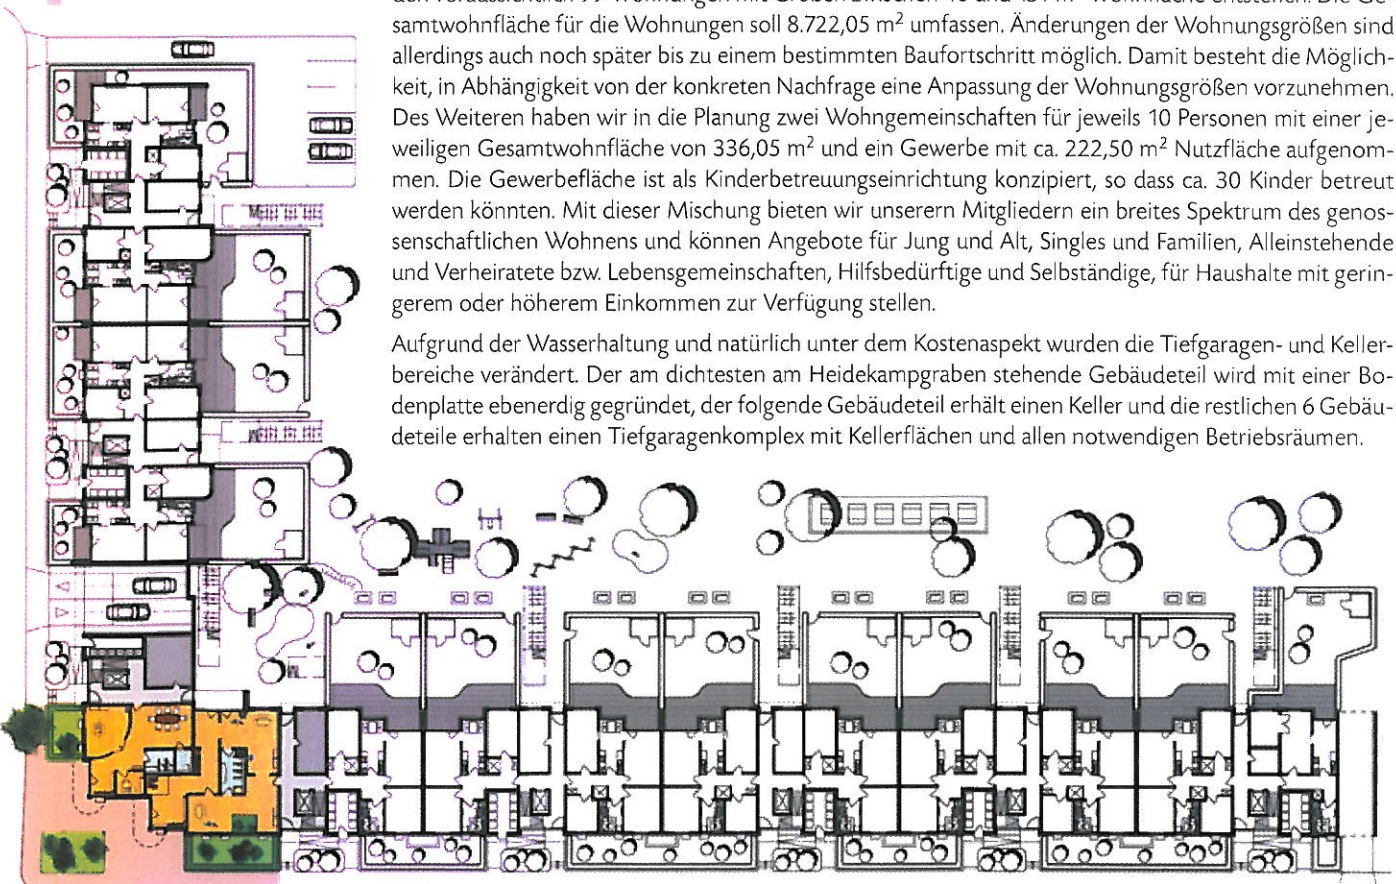 samtwohnfläche für die Wohnungen soll 8.722,05 m² umfassen. Änderungen der Wohnungsgrößen sind
allerdings auch noch später bis zu einem bestimmten Baufortschritt möglich. Damit besteht die Möglich-
keit, in Abhängigkeit von der konkreten Nachfrage eine Anpassung der Wohnungsgrößen vorzunehmen.
Des Weiteren haben wir in die Planung zwei Wohngemeinschaften für jeweils 10 Personen mit einer je-
weiligen Gesamtwohnfläche von 336,05 m² und ein Gewerbe mit ca. 222,50 m² Nutzfläche aufgenom-
men. Die Gewerbefläche ist als Kinderbetreuungseinrichtung konzipiert, so dass ca. 30 Kinder betreut
werden könnten. Mit dieser Mischung bieten wir unserern Mitgliedern ein breites Spektrum des genos-
senschaftlichen Wohnens und können Angebote für Jung und Alt, Singles und Familien, Alleinstehende
und Verheiratete bzw. Lebensgemeinschaften, Hilfsbedürftige und Selbständige, für Haushalte mit gerin-
gerem oder höherem Einkommen zur Verfügung stellen.
Aufgrund der Wasserhaltung und natürlich unter dem Kostenaspekt wurden die Tiefgaragen- und Keller-
bereiche verändert. Der am dichtesten am Heidekampgraben stehende Gebäudeteil wird mit einer Bo-
denplatte ebenerdig gegründet, der folgende Gebäudeteil erhält einen Keller und die restlichen 6 Gebäu-
deteile erhalten einen Tiefgaragenkomplex mit Kellerflächen und allen notwendigen Betriebsräumen.